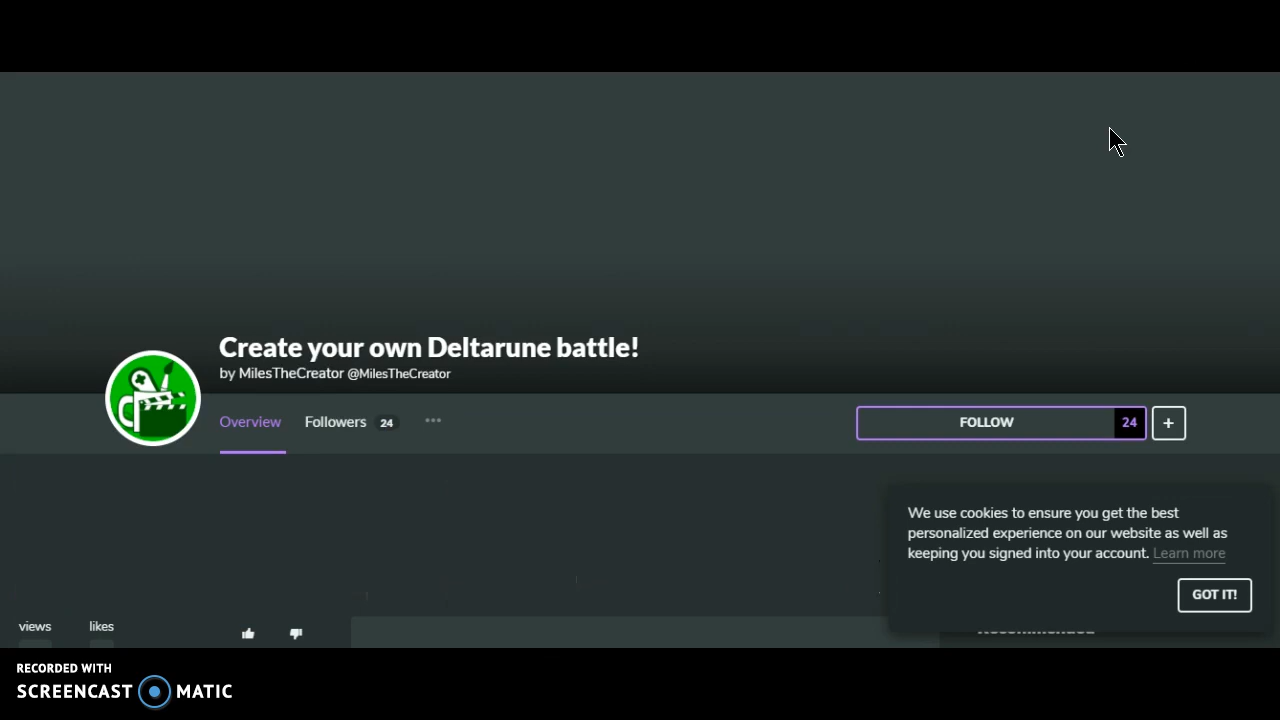 Create your own Deltarune battle!
by MilesTheCreator @MilesTheCreator
Overview Followers 24
FOLLOW 24 +
We use cookies to ensure you get the best
personalized experience on our website as well as
keeping you signed into your account. Learn more
GOT IT!
views likes
Recommended
RECORDED WITH
SCREENCAST MATIC